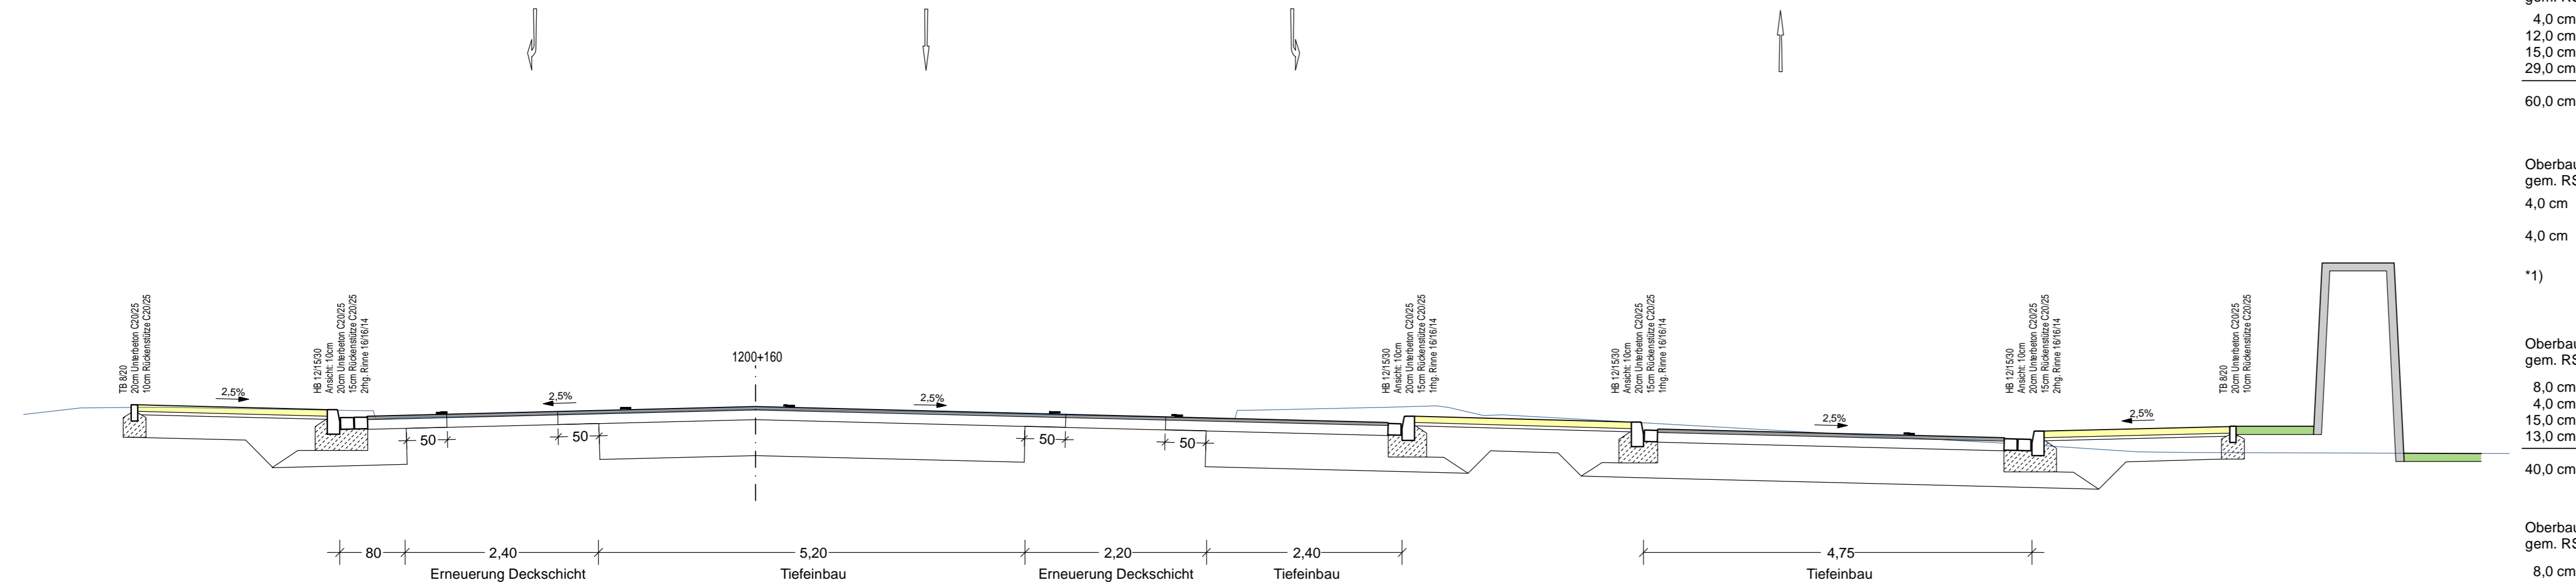 gem. RS
4,0 cm
12,0 cm
15,0 cm
29,0 cm
60,0 cm
Oberbau
gem. RS
4,0 cm
4,0 cm
*1)
Oberbau
gem. RS
8,0 cm
4,0 cm
15,0 cm
13,0 cm
40,0 cm
Oberbau
gem. RS
8,0 cm
TB 8/20
20cm Unterbeton C20/25
10cm Rückenstütze C20/25
HB 12/15/30
Ansicht: 10cm
20cm Unterbeton C20/25
15cm Rückenstütze C20/25
2rhg. Rinne 16/16/14
1200+160
HB 12/15/30
Ansicht: 10cm
20cm Unterbeton C20/25
15cm Rückenstütze C20/25
1rhg. Rinne 16/16/14
HB 12/15/30
Ansicht: 10cm
20cm Unterbeton C20/25
15cm Rückenstütze C20/25
1rhg. Rinne 16/16/14
HB 12/15/30
Ansicht: 10cm
20cm Unterbeton C20/25
15cm Rückenstütze C20/25
2rhg. Rinne 16/16/14
TB 8/20
20cm Unterbeton C20/25
10cm Rückenstütze C20/25
2,5%
2,5%
2,5%
2,5%
2,5%
50
50
50
50
80
2,40
5,20
2,20
2,40
4,75
Erneuerung Deckschicht
Tiefeinbau
Erneuerung Deckschicht
Tiefeinbau
Tiefeinbau